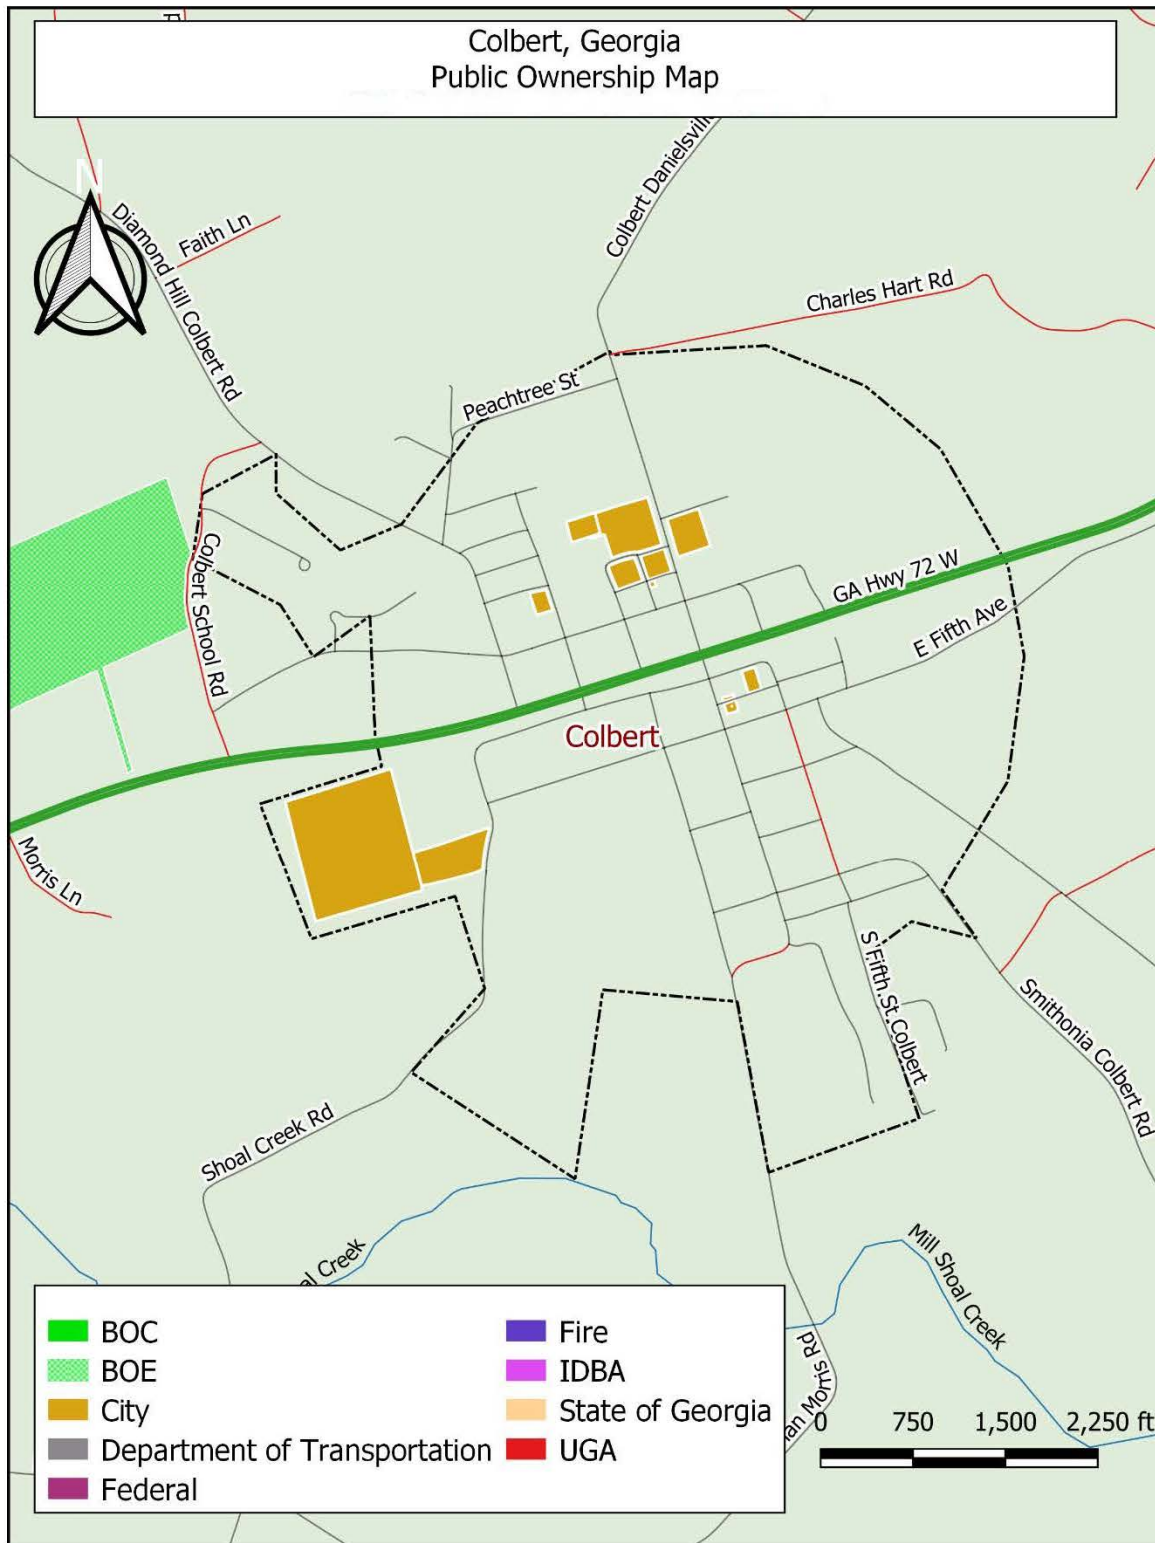 Colbert, Georgia
Public Ownership Map
N
Colbert Danielsville
Diamond Hill Colbert Rd
Faith Ln
Charles Hart Rd
Peachtree St
Colbert School Rd
GA Hwy 72 W
E Fifth Ave
Colbert
Morris Ln
S Fifth St Colbert
Smithonia Colbert Rd
Shoal Creek Rd
Creek
Mill Shoal Creek
Morris Rd
BOC
BOE
City
Department of Transportation
Federal
Fire
IDBA
State of Georgia
UGA
0 750 1,500 2,250 ft